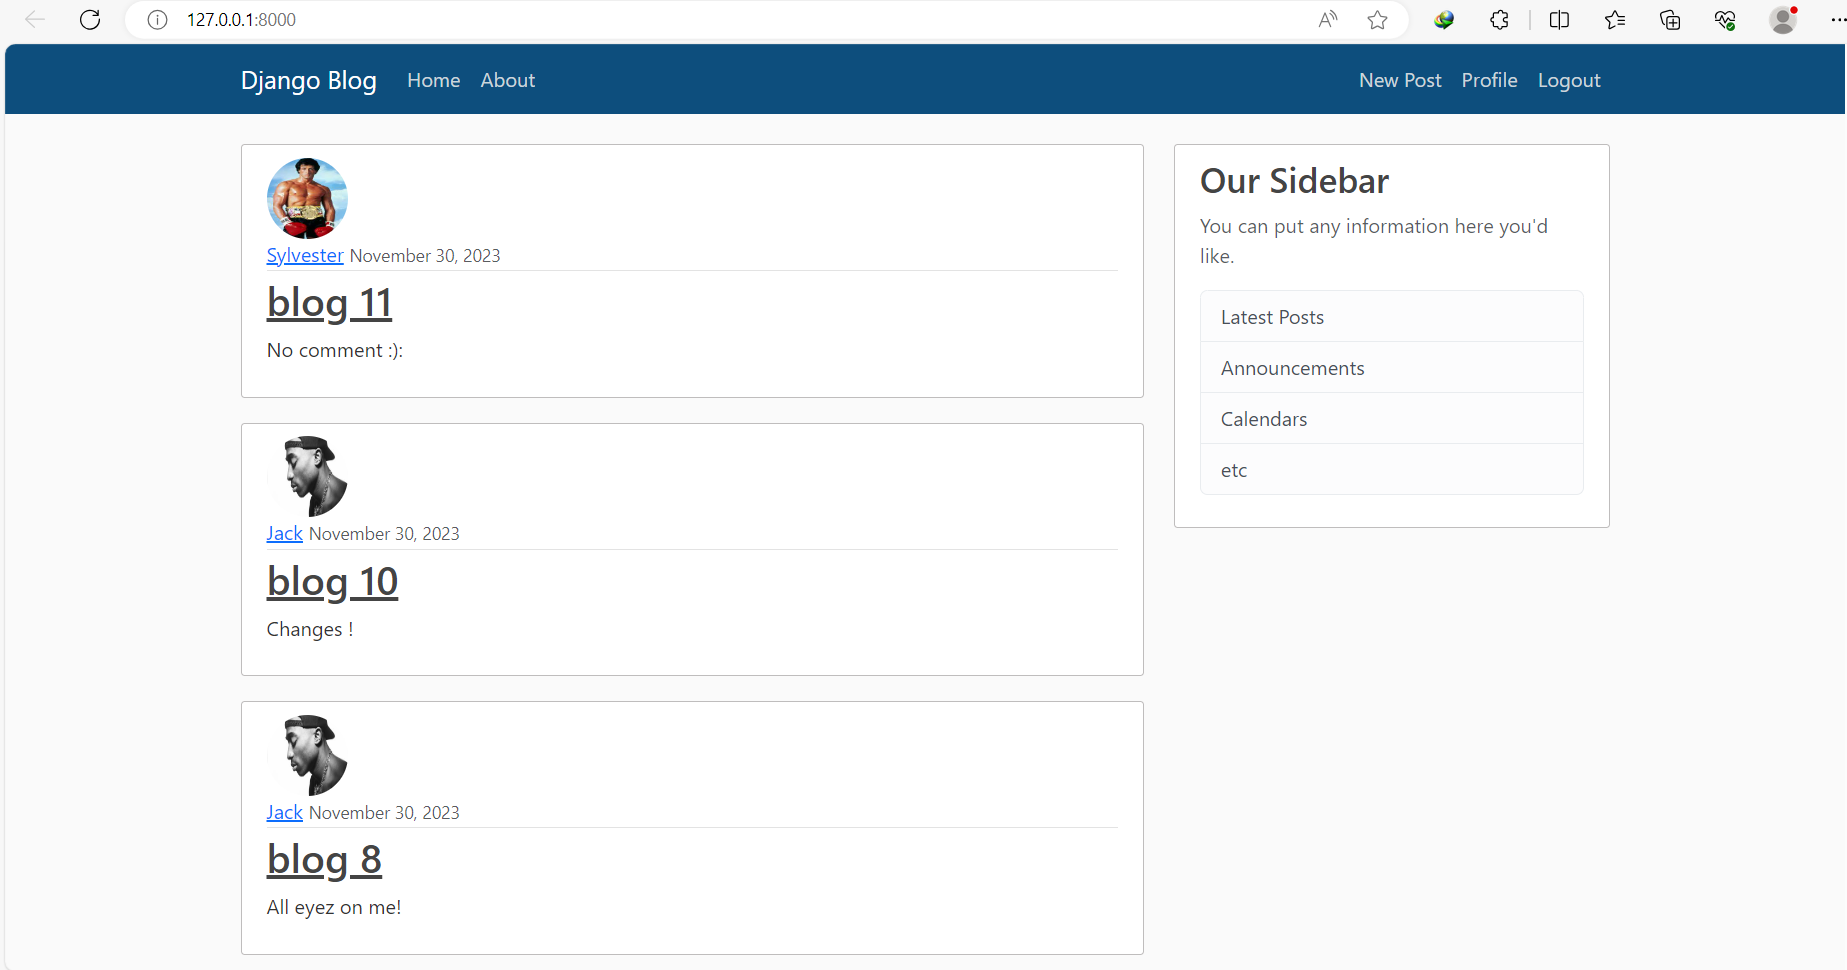 127.0.0.1:8000
Django Blog Home About New Post Profile Logout
Sylvester November 30, 2023
blog 11
No comment :):
Jack November 30, 2023
blog 10
Changes !
Jack November 30, 2023
blog 8
All eyez on me!
Our Sidebar
You can put any information here you'd
like.
Latest Posts
Announcements
Calendars
etc